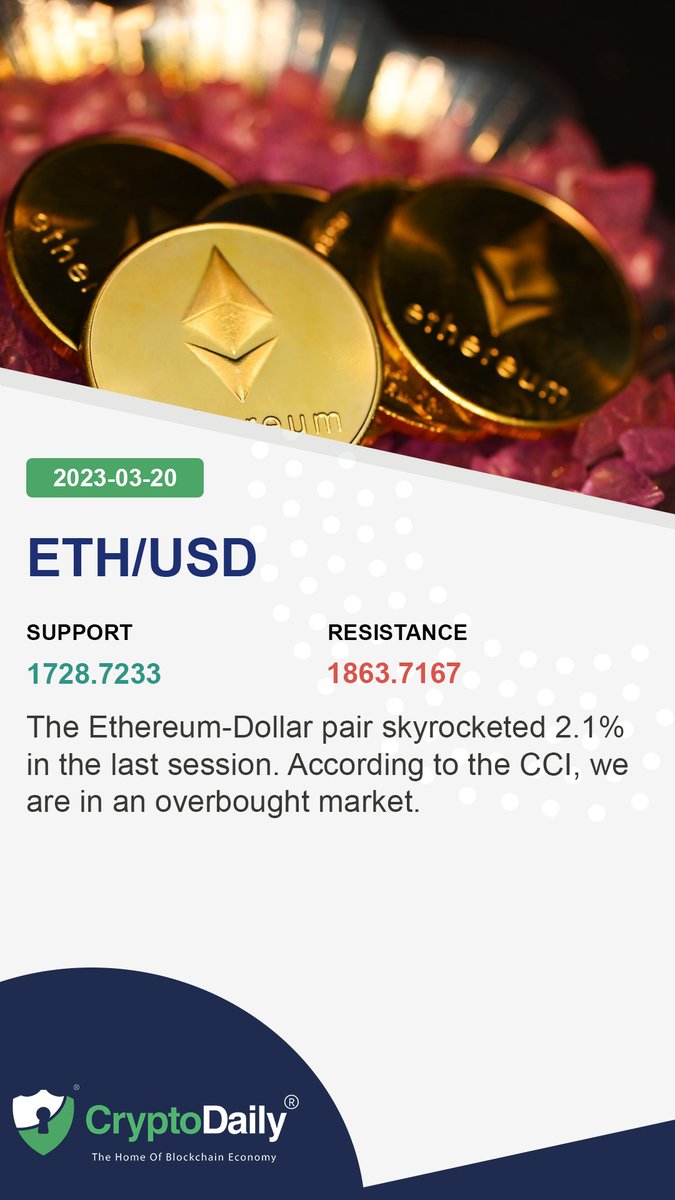 ethereum
ethereum
2023-03-20
ETH/USD
SUPPORT
RESISTANCE
1728.7233
1863.7167
The Ethereum-Dollar pair skyrocketed 2.1%
in the last session. According to the CCI, we
are in an overbought market.
CryptoDaily®
The Home Of Blockchain Economy